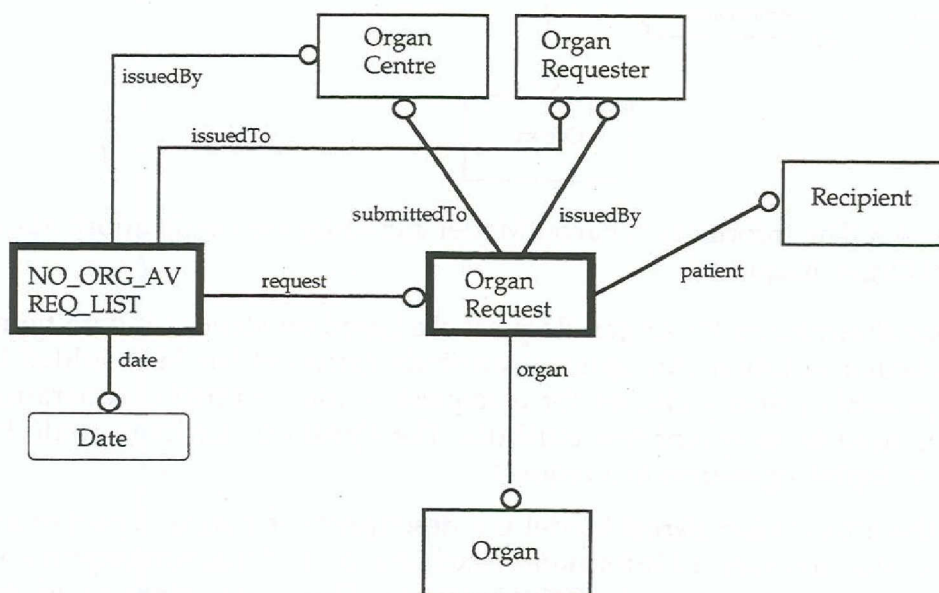 Organ
Centre
Organ
Requester
issuedBy
issuedTo
submittedTo
issuedBy
Recipient
patient
NO_ORG_AV
REQ_LIST
request
Organ
Request
date
organ
Date
Organ